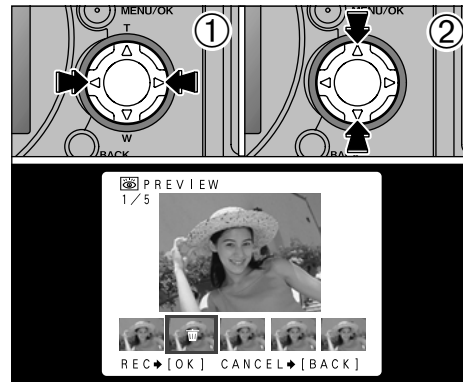 MENU/OK
①
T
W
BACK
MENU/OK
②
PREVIEW
1/5
REC➔[OK] CANCEL➔[BACK]